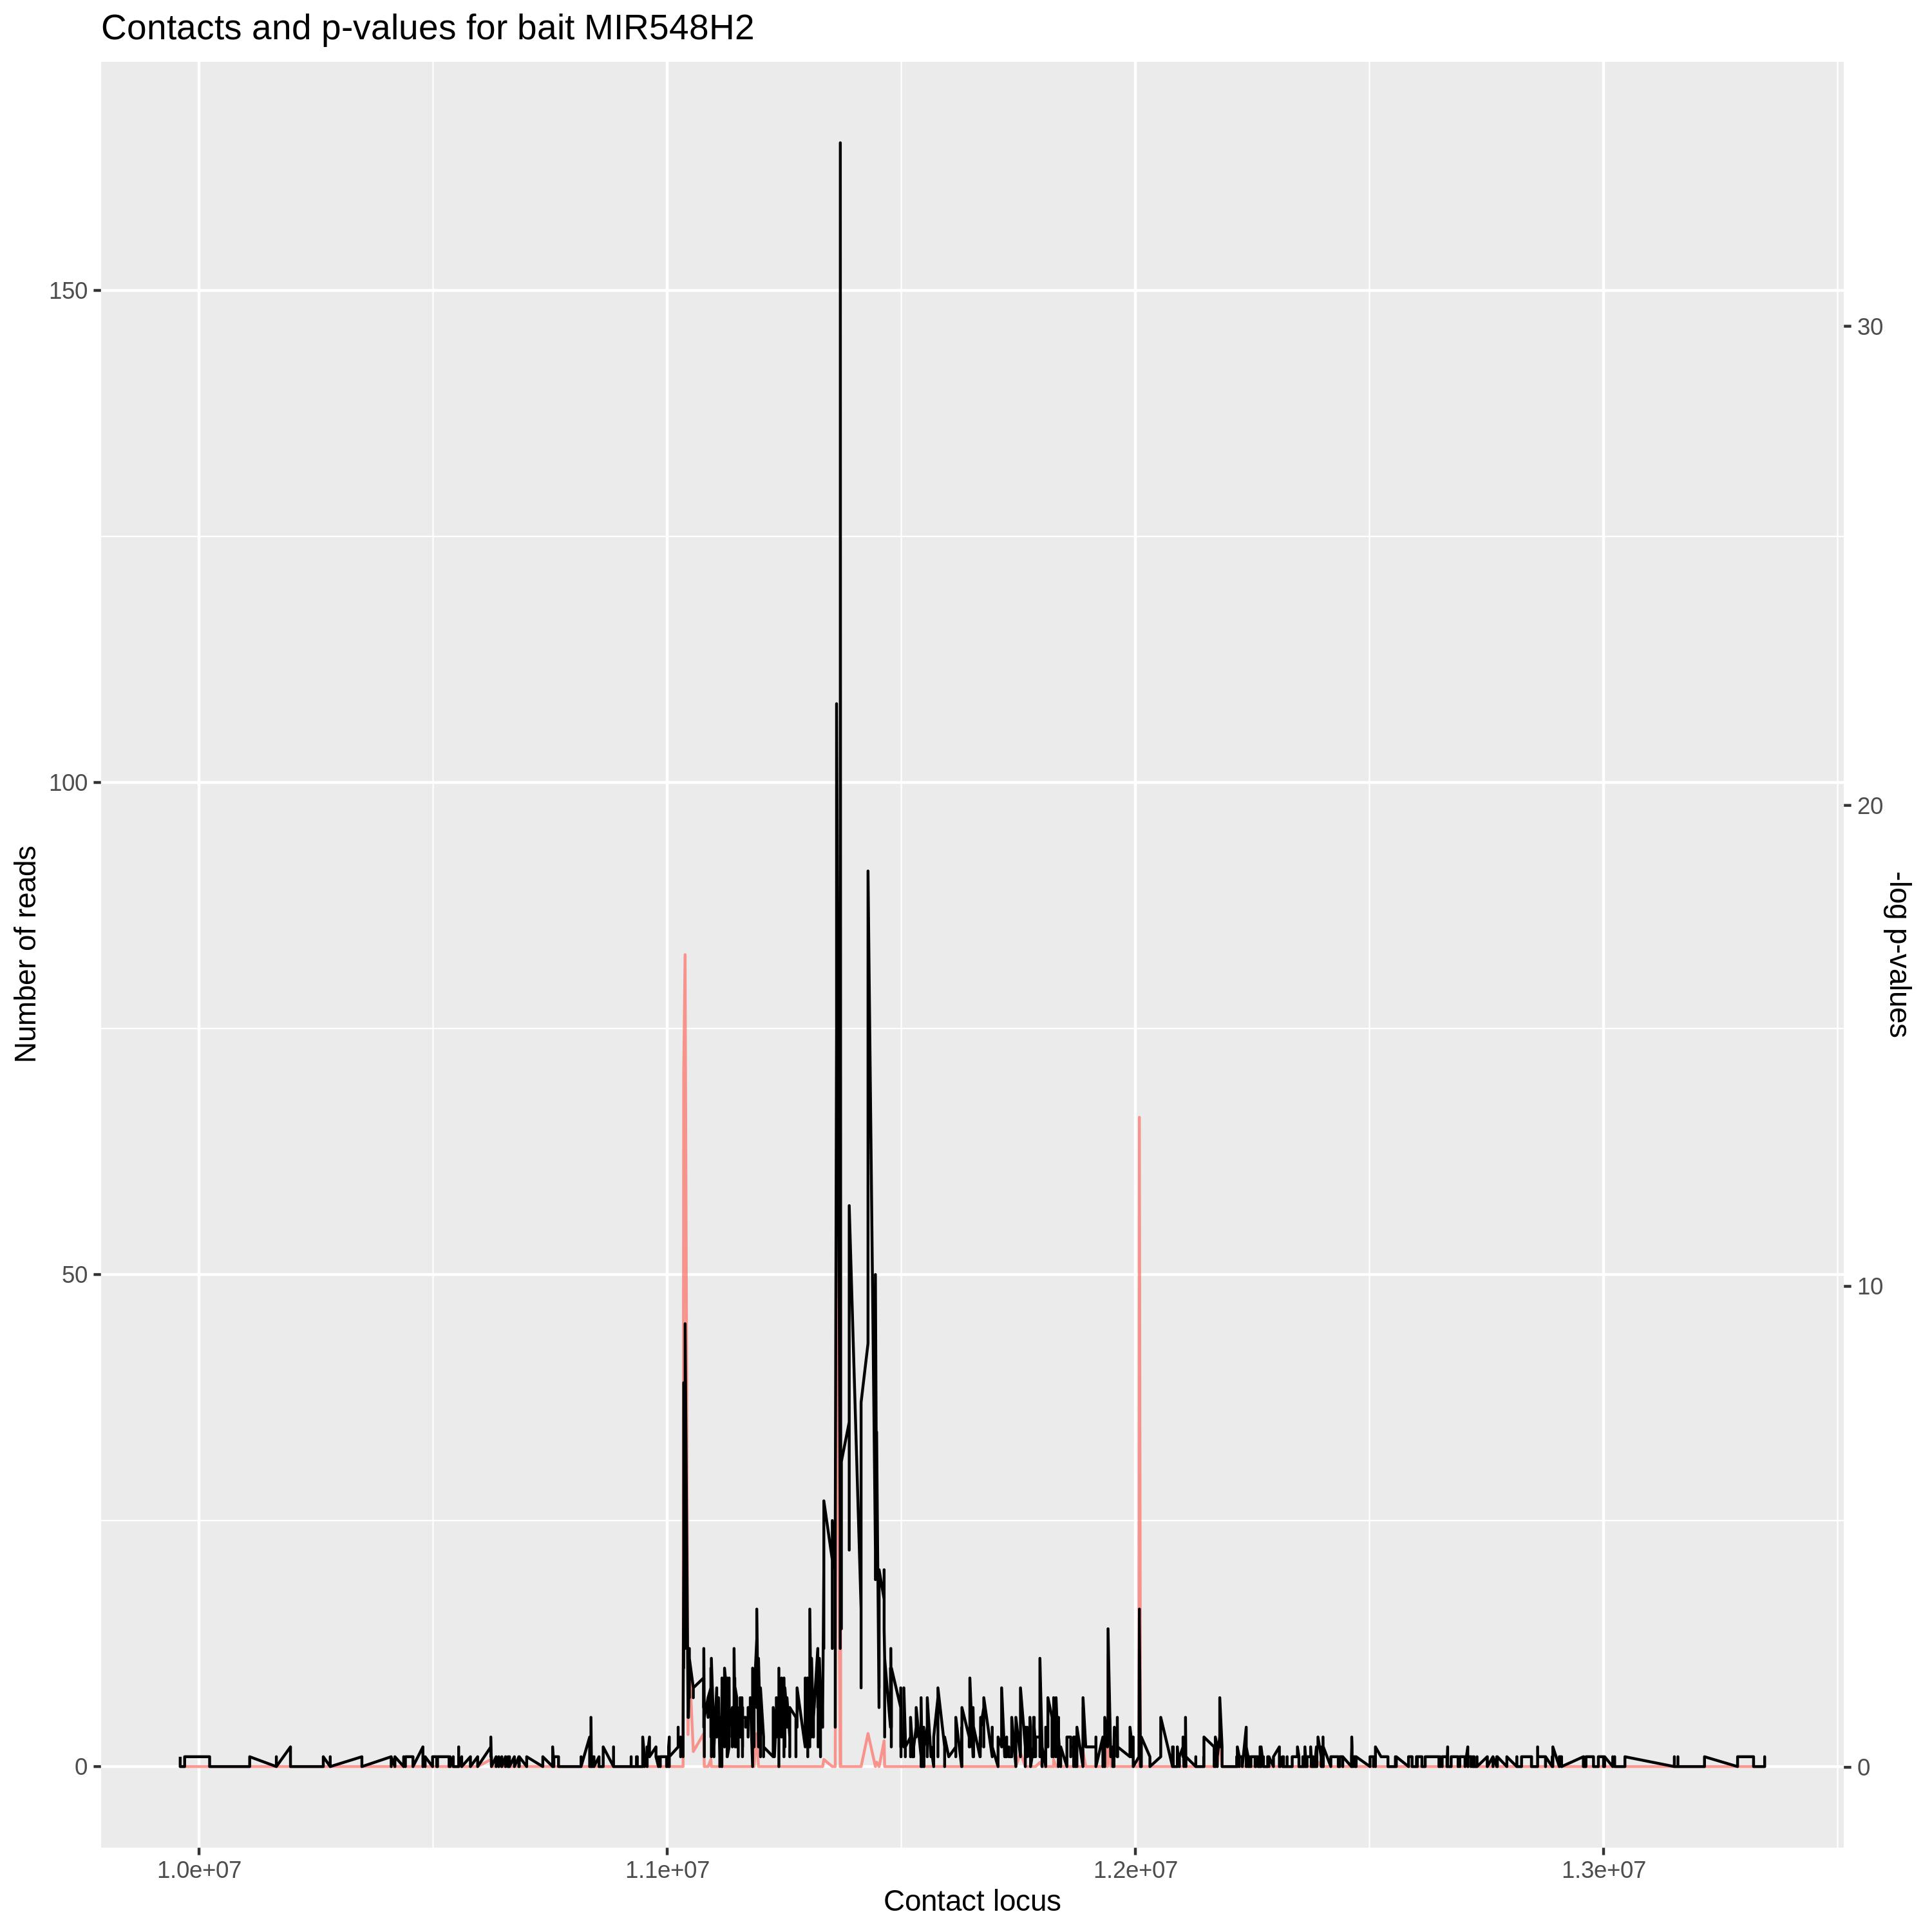 Contacts and p-values for bait MIR548H2
150
100
50
0
Number of reads
30
20
10
0
-log p-values
1.0e+07
1.1e+07
1.2e+07
1.3e+07
Contact locus